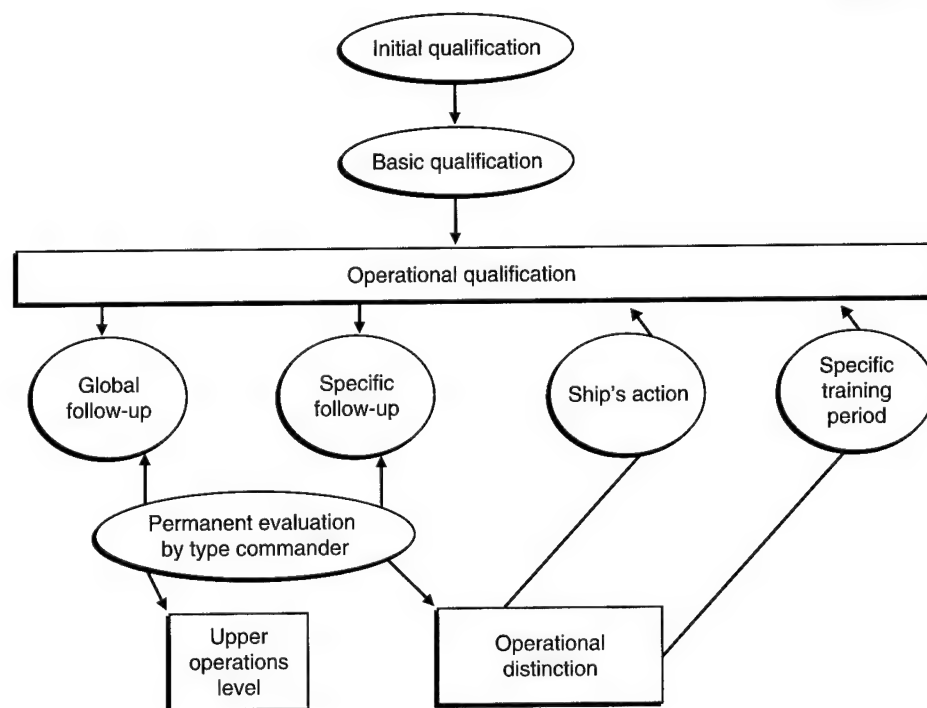 Initial qualification
Basic qualification
Operational qualification
Global
follow-up
Specific
follow-up
Ship's action
Specific
training
period
Permanent evaluation
by type commander
Upper
operations
level
Operational
distinction